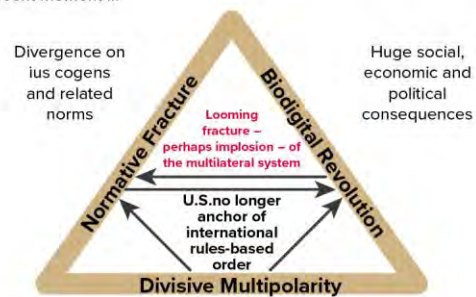 Divergence on
ius cogens
and related
norms
Huge social,
economic and
political
consequences
Normative Fracture
Biodigital Revolution
Looming
fracture –
perhaps implosion – of
the multilateral system
U.S.no longer
anchor of
international
rules-based
order
Divisive Multipolarity